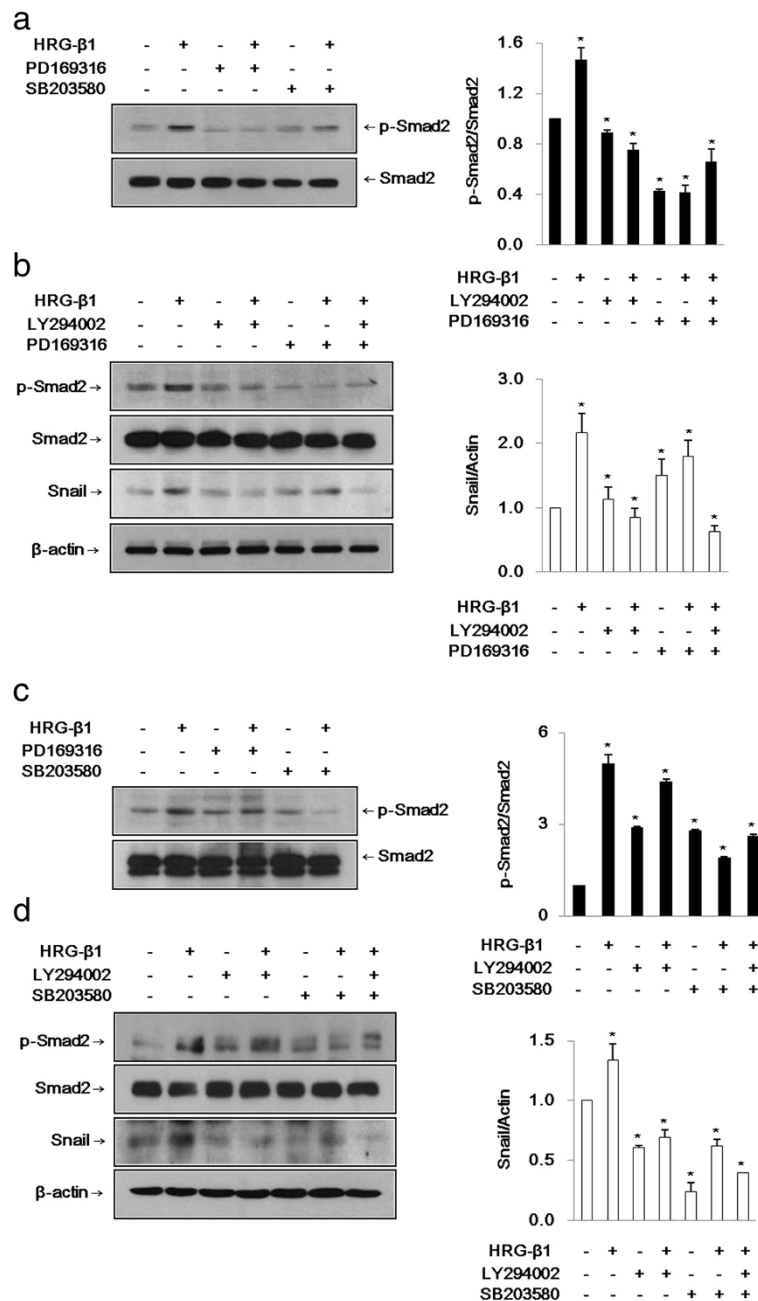 a
HRG-β1 - + - + - +
PD169316 - - + + - -
SB203580 - - - - + +
← p-Smad2
← Smad2
p-Smad2/Smad2
1.6
1.2
0.8
0.4
0.0
* * * * * * *
HRG-β1 - + - + - + +
LY294002 - - + + - - +
PD169316 - - - - + + +
b
HRG-β1 - + - + - + +
LY294002 - - + + - - +
PD169316 - - - - + + +
p-Smad2 →
Smad2 →
Snail →
β-actin →
Snail/Actin
3.0
2.0
1.0
0.0
* * * * * *
HRG-β1 - + - + - + +
LY294002 - - + + - - +
PD169316 - - - - + + +
c
HRG-β1 - + - + - +
PD169316 - - + + - -
SB203580 - - - - + +
← p-Smad2
← Smad2
p-Smad2/Smad2
6
3
0
* * * * * *
HRG-β1 - + - + - + +
LY294002 - - + + - - +
SB203580 - - - - + + +
d
HRG-β1 - + - + - + +
LY294002 - - + + - - +
SB203580 - - - - + + +
p-Smad2 →
Smad2 →
Snail →
β-actin →
Snail/Actin
1.5
1.0
0.5
0.0
* * * * * *
HRG-β1 - + - + - + +
LY294002 - - + + - - +
SB203580 - - - - + + +